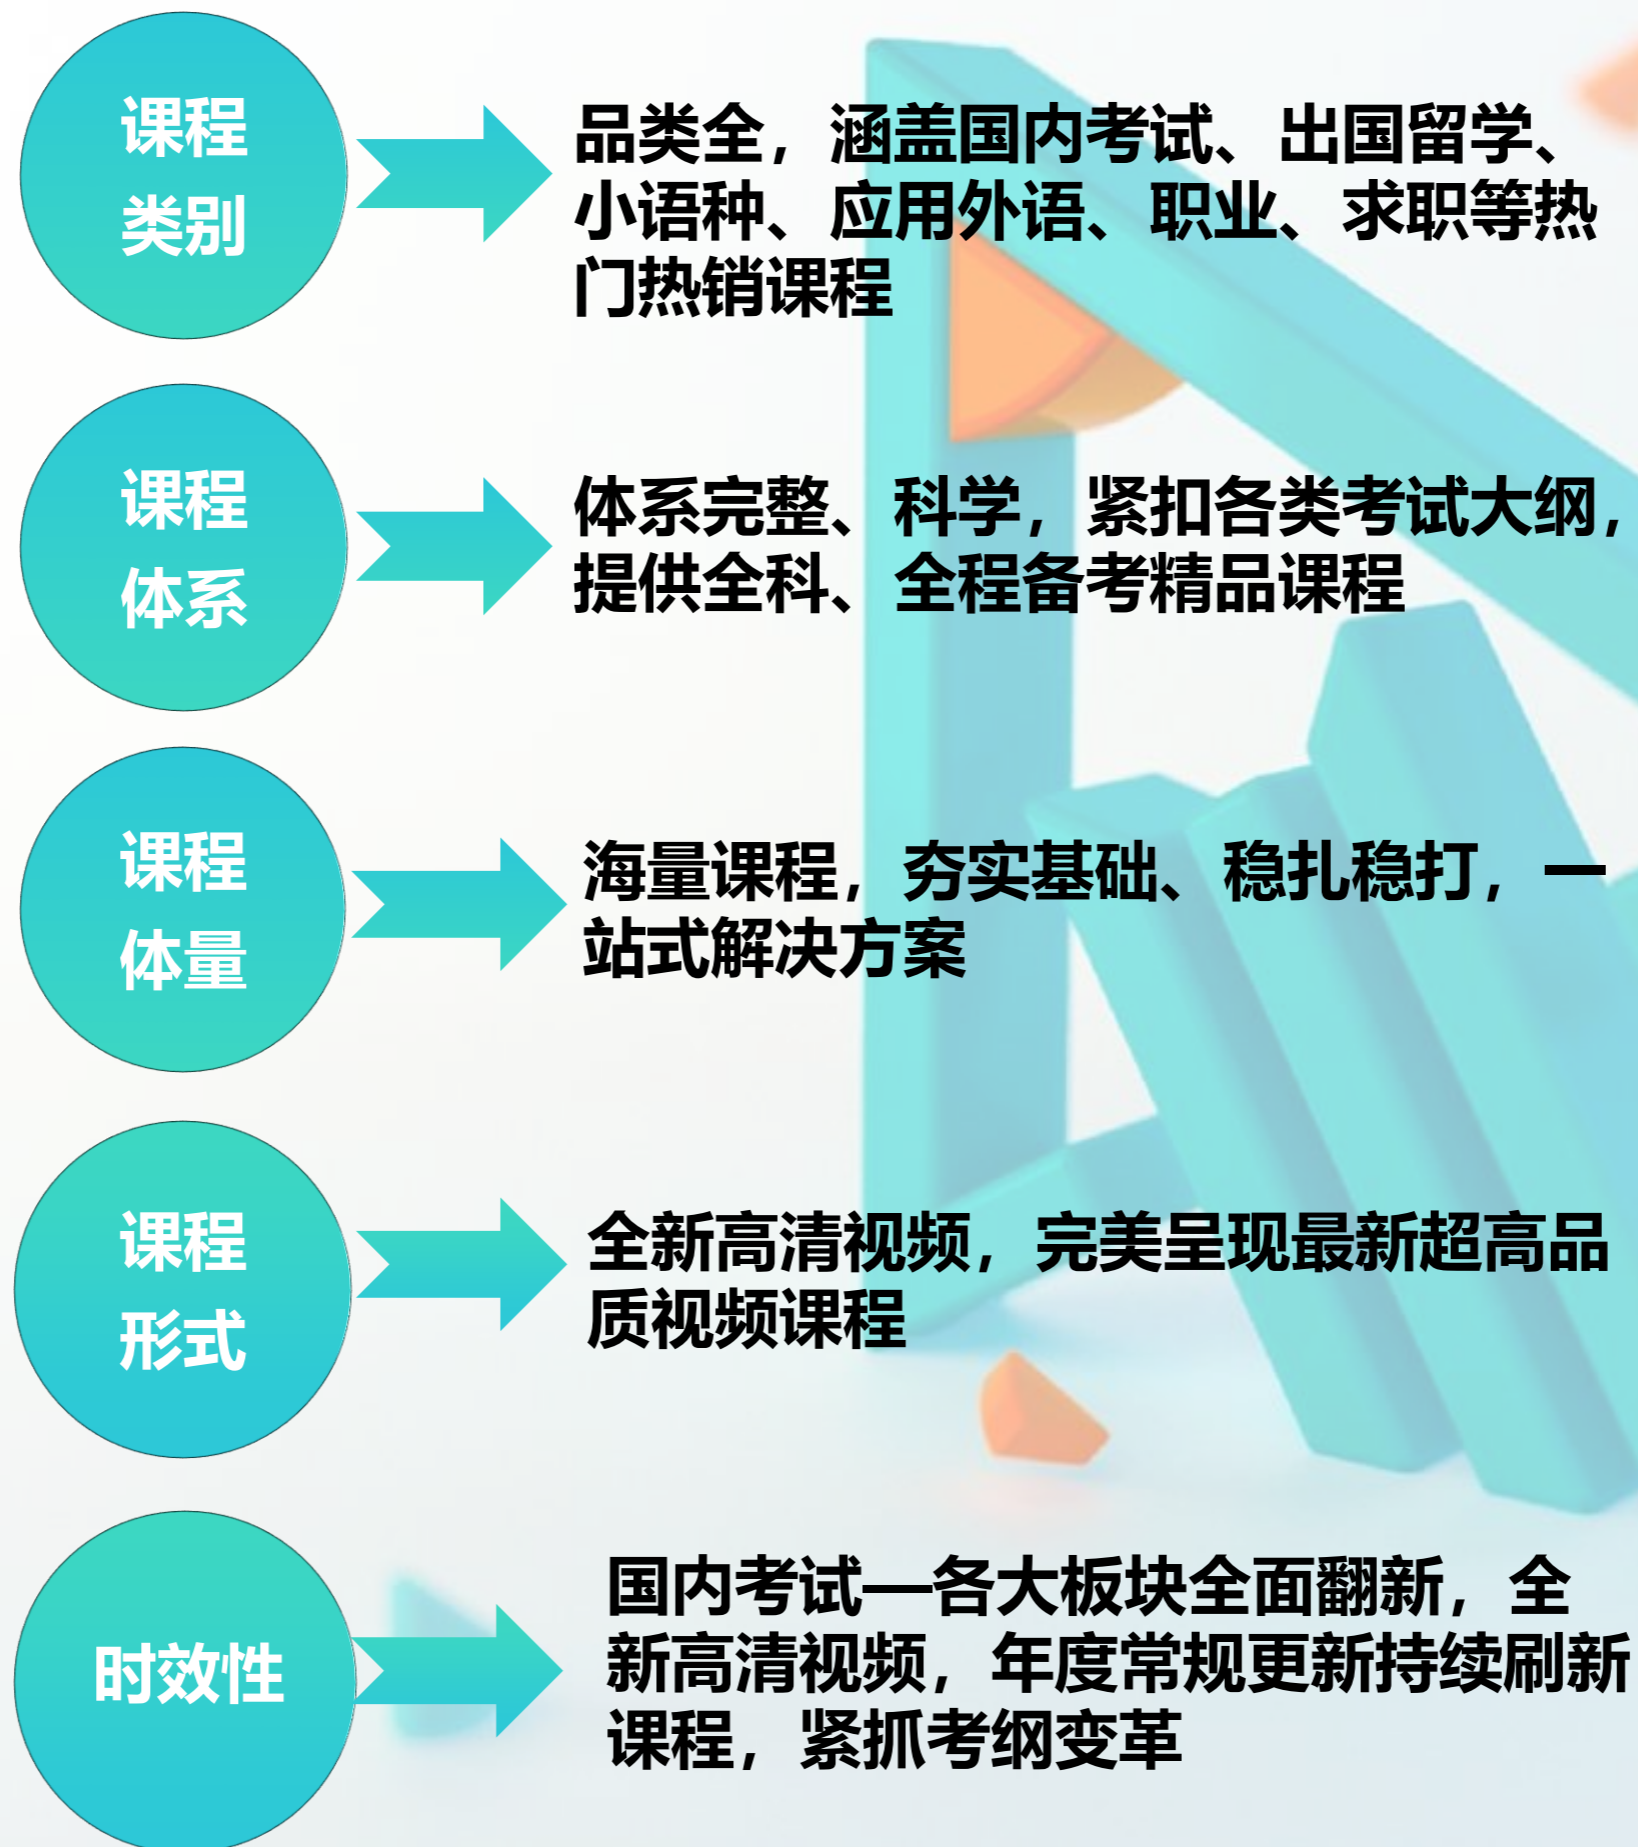 课程
类别
品类全，涵盖国内考试、出国留学、
小语种、应用外语、职业、求职等热
门热销课程
课程
体系
体系完整、科学，紧扣各类考试大纲，
提供全科、全程备考精品课程
课程
体量
海量课程，夯实基础、稳扎稳打，一
站式解决方案
课程
形式
全新高清视频，完美呈现最新超高品
质视频课程
时效性
国内考试—各大板块全面翻新，全
新高清视频，年度常规更新持续刷新
课程，紧抓考纲变革